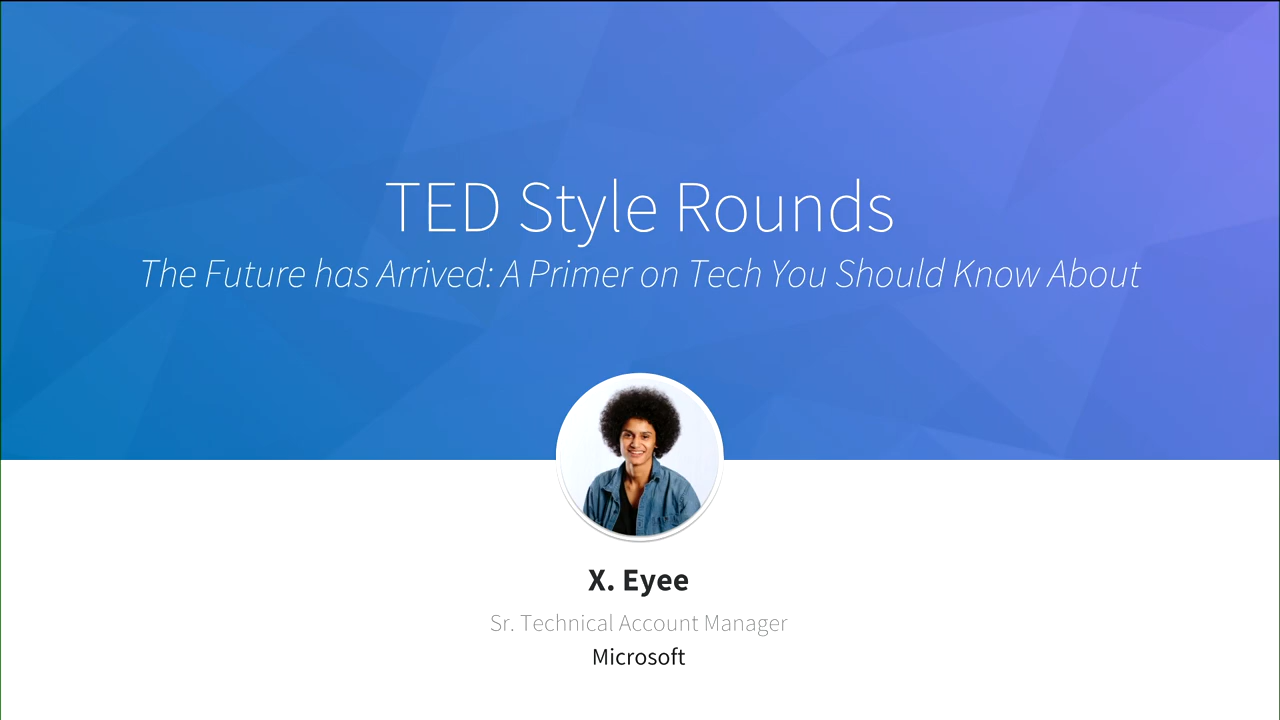 TED Style Rounds
The Future has Arrived: A Primer on Tech You Should Know About
X. Eyee
Sr. Technical Account Manager
Microsoft